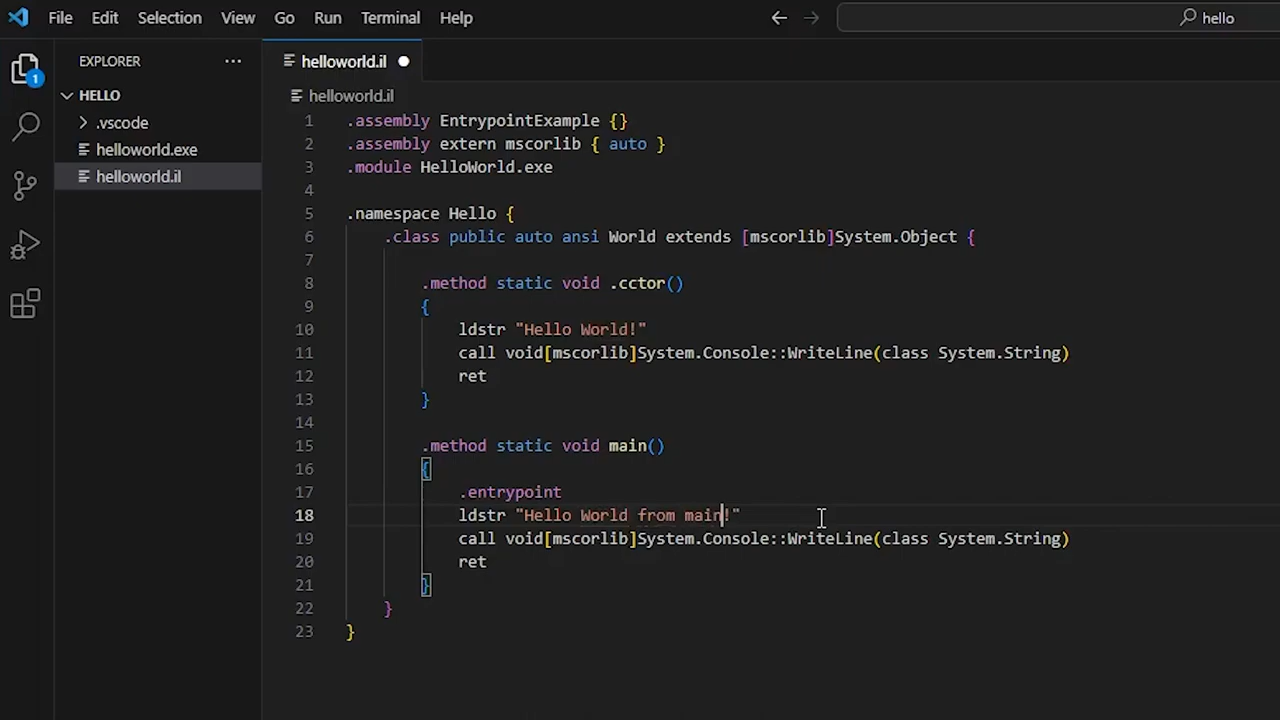 File Edit Selection View Go Run Terminal Help
hello
EXPLORER ...
helloworld.il
1
HELLO
.vscode
helloworld.exe
helloworld.il
helloworld.il
1 .assembly EntrypointExample {}
2 .assembly extern mscorlib { auto }
3 .module HelloWorld.exe
4
5 .namespace Hello {
6 .class public auto ansi World extends [mscorlib]System.Object {
7
8 .method static void .cctor()
9 {
10 ldstr "Hello World!"
11 call void[mscorlib]System.Console::WriteLine(class System.String)
12 ret
13 }
14
15 .method static void main()
16 {
17 .entrypoint
18 ldstr "Hello World from main!"
19 call void[mscorlib]System.Console::WriteLine(class System.String)
20 ret
21 }
22 }
23 }